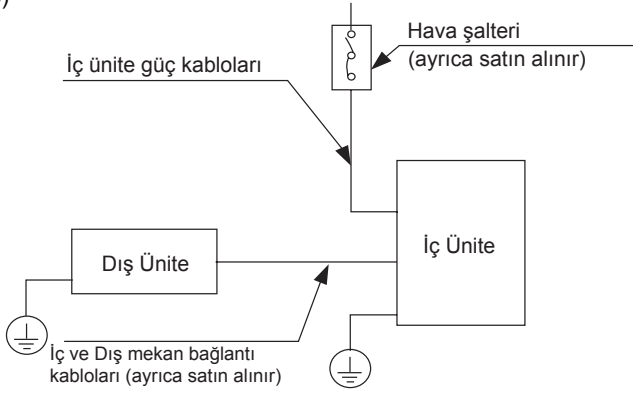 )
Hava şalteri
(ayrıca satın alınır)
İç ünite güç kabloları
İç Ünite
Dış Ünite
İç ve Dış mekan bağlantı
kabloları (ayrıca satın alınır)